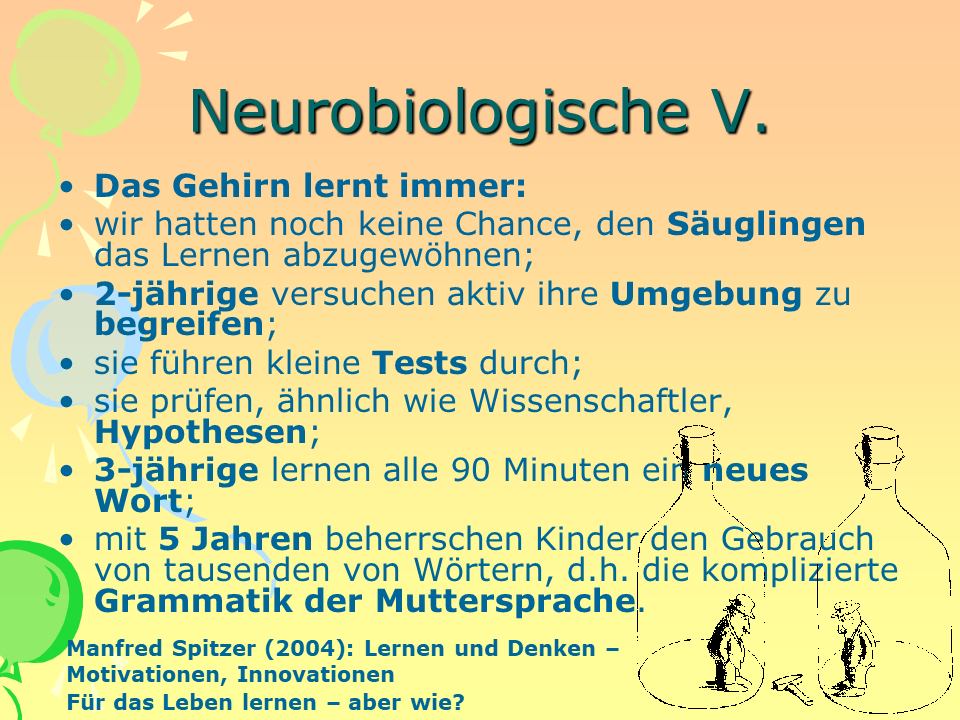 Neurobiologische V.
• Das Gehirn lernt immer:
• wir hatten noch keine Chance, den Säuglingen
das Lernen abzugewöhnen;
• 2-jährige versuchen aktiv ihre Umgebung zu
begreifen;
• sie führen kleine Tests durch;
• sie prüfen, ähnlich wie Wissenschaftler,
Hypothesen;
• 3-jährige lernen alle 90 Minuten ein neues
Wort;
• mit 5 Jahren beherrschen Kinder den Gebrauch
von tausenden von Wörtern, d.h. die komplizierte
Grammatik der Muttersprache.
Manfred Spitzer (2004): Lernen und Denken –
Motivationen, Innovationen
Für das Leben lernen – aber wie?